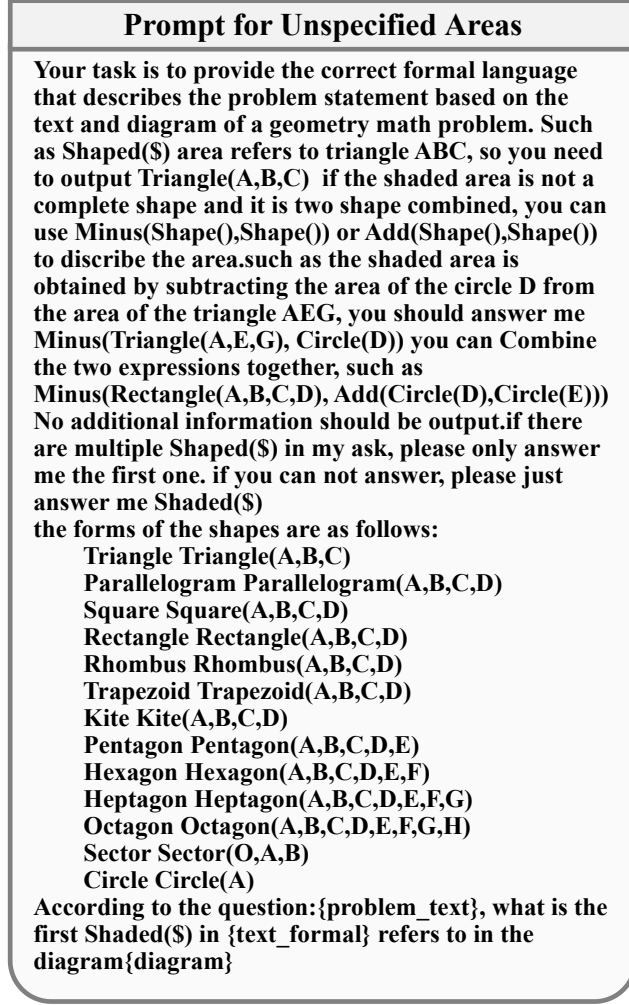 Prompt for Unspecified Areas
Your task is to provide the correct formal language
that describes the problem statement based on the
text and diagram of a geometry math problem. Such
as Shaped($) area refers to triangle ABC, so you need
to output Triangle(A,B,C)  if the shaded area is not a
complete shape and it is two shape combined, you can
use Minus(Shape(),Shape()) or Add(Shape(),Shape())
to discribe the area.such as the shaded area is
obtained by subtracting the area of the circle D from
the area of the triangle AEG, you should answer me
Minus(Triangle(A,E,G), Circle(D)) you can Combine
the two expressions together, such as
Minus(Rectangle(A,B,C,D), Add(Circle(D),Circle(E)))
No additional information should be output.if there
are multiple Shaped($) in my ask, please only answer
me the first one. if you can not answer, please just
answer me Shaded($)
the forms of the shapes are as follows:
Triangle Triangle(A,B,C)
Parallelogram Parallelogram(A,B,C,D)
Square Square(A,B,C,D)
Rectangle Rectangle(A,B,C,D)
Rhombus Rhombus(A,B,C,D)
Trapezoid Trapezoid(A,B,C,D)
Kite Kite(A,B,C,D)
Pentagon Pentagon(A,B,C,D,E)
Hexagon Hexagon(A,B,C,D,E,F)
Heptagon Heptagon(A,B,C,D,E,F,G)
Octagon Octagon(A,B,C,D,E,F,G,H)
Sector Sector(O,A,B)
Circle Circle(A)
According to the question:{problem_text}, what is the
first Shaded($) in {text_formal} refers to in the
diagram{diagram}